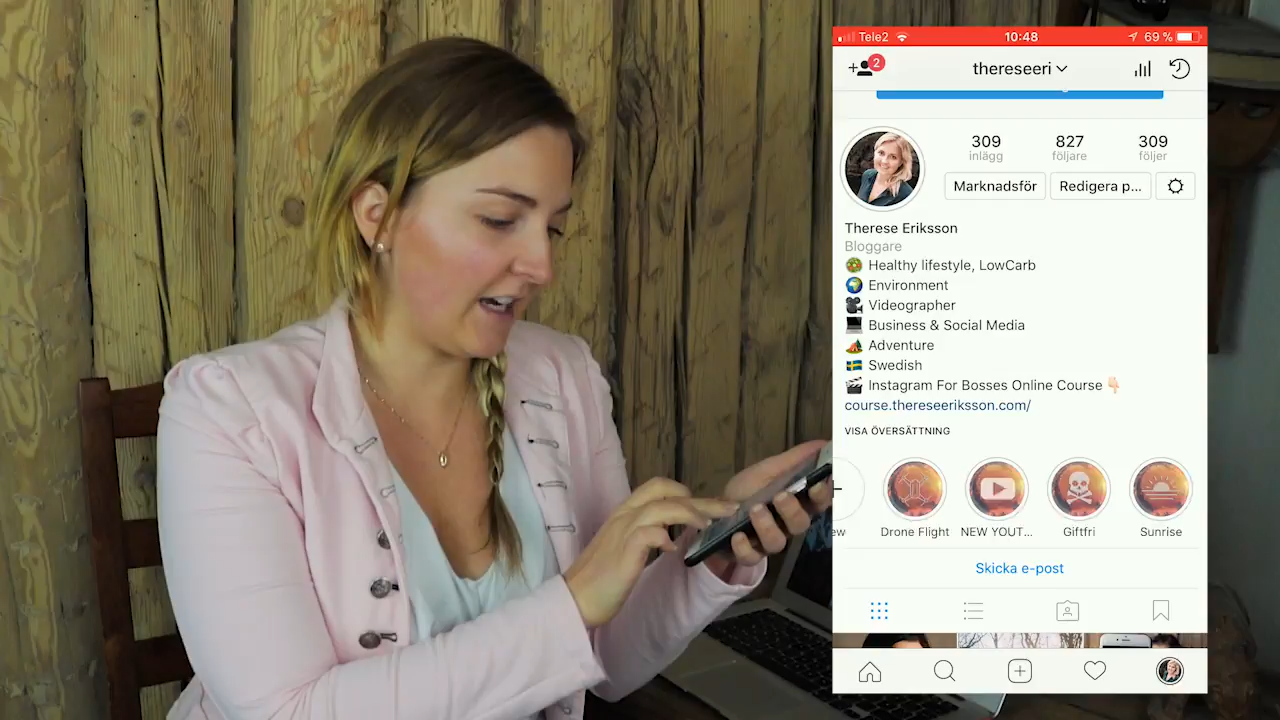 Tele2 10:48 69 %
2 thereseeri
309 827 309
inlägg följare följer
Marknadsför Redigera p...
Therese Eriksson
Bloggare
Healthy lifestyle, LowCarb
Environment
Videographer
Business & Social Media
Adventure
Swedish
Instagram For Bosses Online Course
course.thereseeriksson.com/
VISA ÖVERSÄTTNING
ew Drone Flight NEW YOUT... Giftfri Sunrise
Skicka e-post